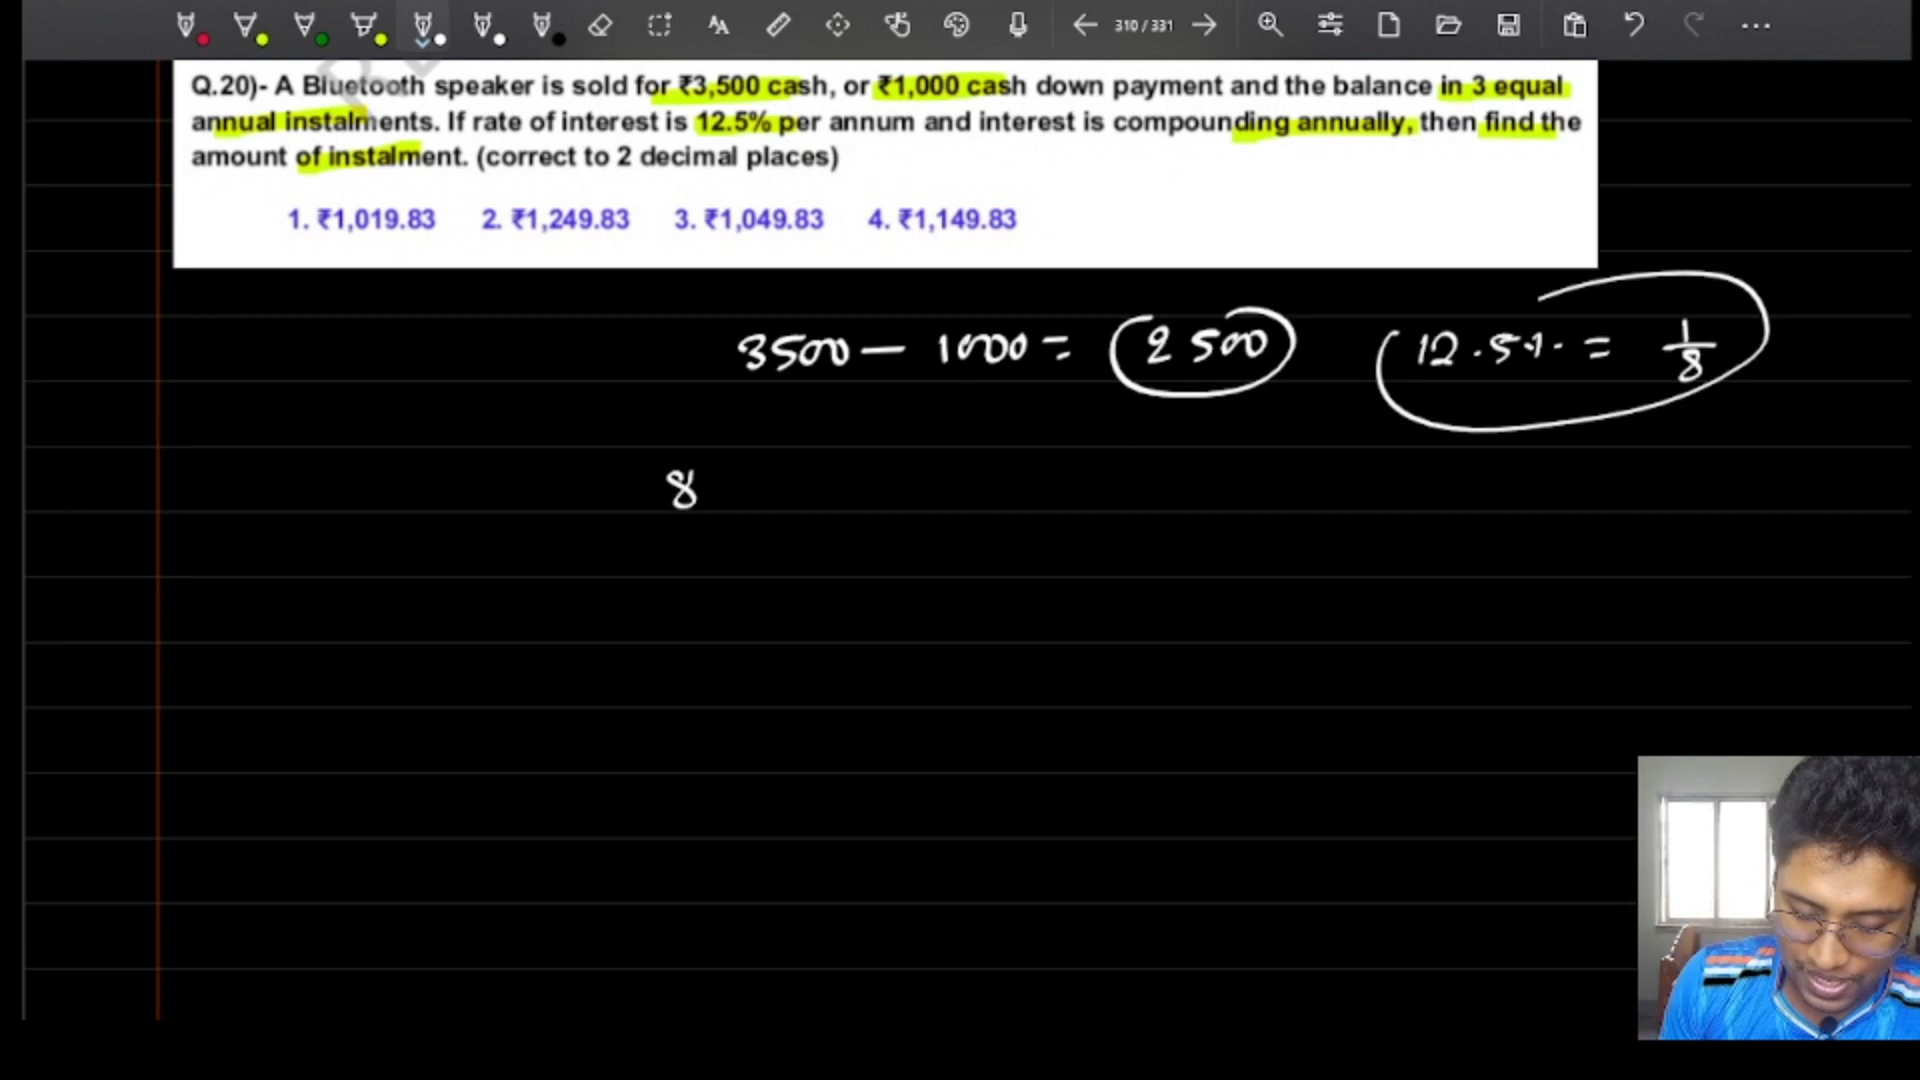 310 / 331
Q.20)- A Bluetooth speaker is sold for ₹3,500 cash, or ₹1,000 cash down payment and the balance in 3 equal
annual instalments. If rate of interest is 12.5% per annum and interest is compounding annually, then find the
amount of instalment. (correct to 2 decimal places)
1. ₹1,019.83 2. ₹1,249.83 3. ₹1,049.83 4. ₹1,149.83
3500 - 1000 = 2500 12.5% = 1/8
8